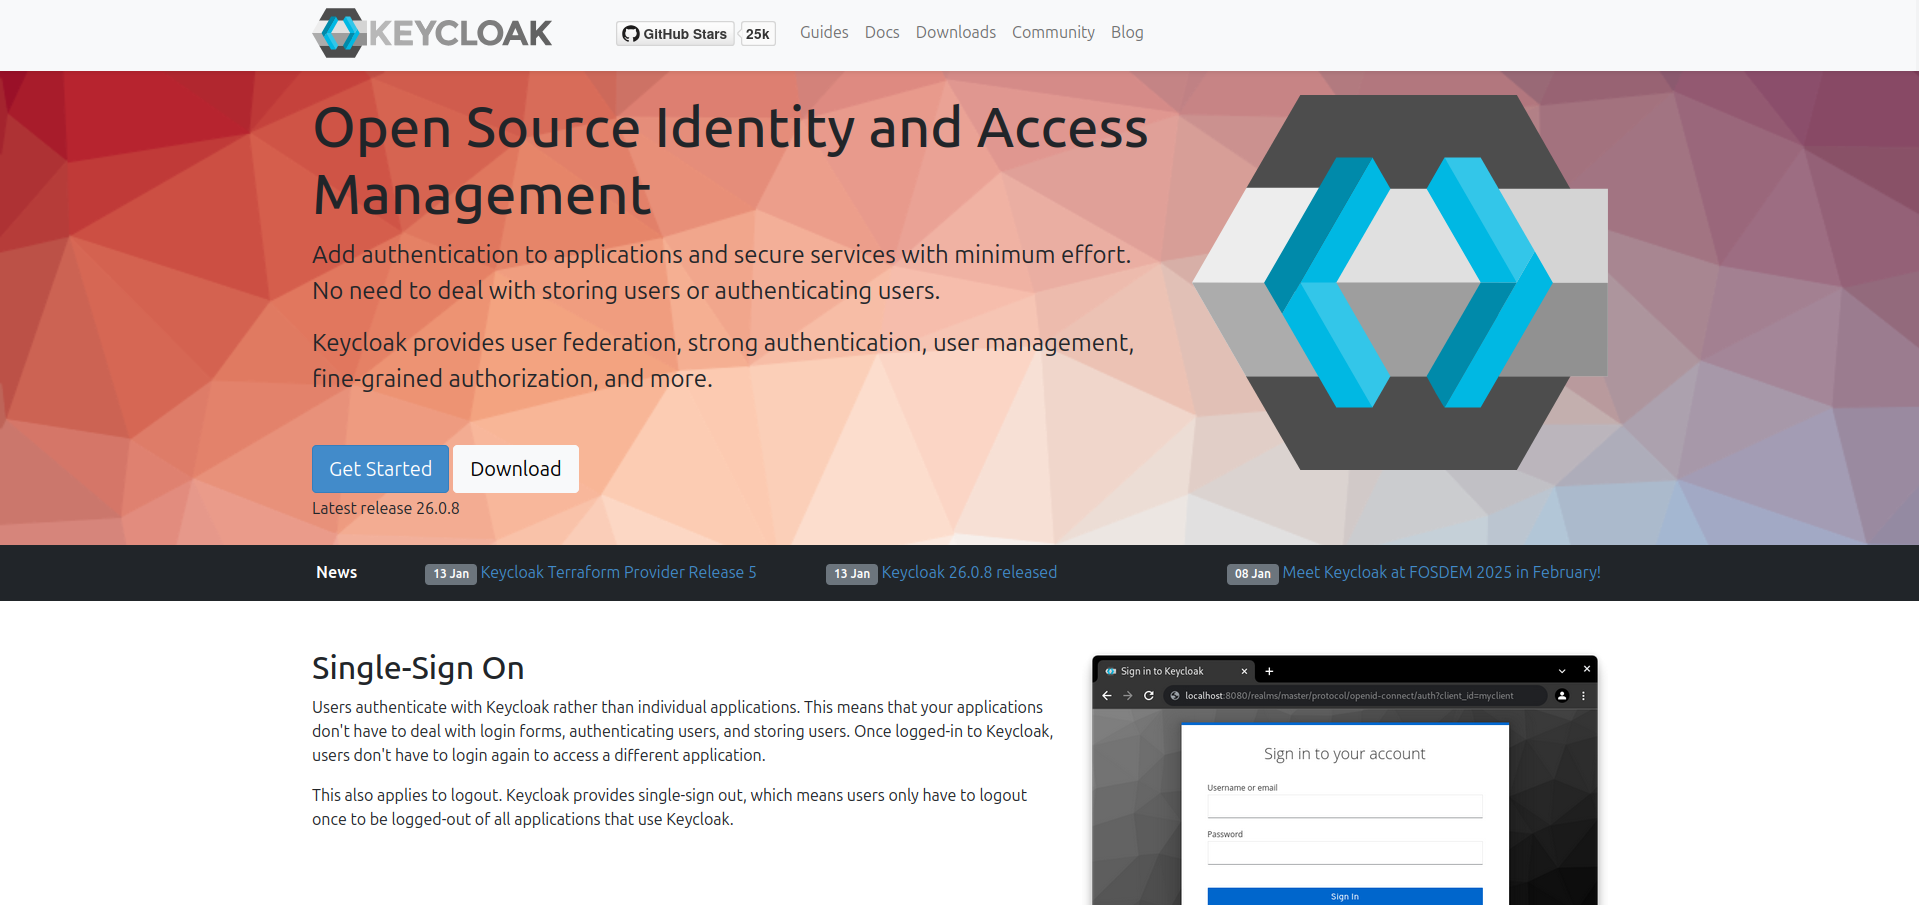 KEYCLOAK
GitHub Stars 25k Guides Docs Downloads Community Blog
Open Source Identity and Access
Management
Add authentication to applications and secure services with minimum effort.
No need to deal with storing users or authenticating users.
Keycloak provides user federation, strong authentication, user management,
fine-grained authorization, and more.
Get Started Download
Latest release 26.0.8
News 13 Jan Keycloak Terraform Provider Release 5 13 Jan Keycloak 26.0.8 released 08 Jan Meet Keycloak at FOSDEM 2025 in February!
Single-Sign On
Users authenticate with Keycloak rather than individual applications. This means that your applications
don't have to deal with login forms, authenticating users, and storing users. Once logged-in to Keycloak,
users don't have to login again to access a different application.
This also applies to logout. Keycloak provides single-sign out, which means users only have to logout
once to be logged-out of all applications that use Keycloak.
Sign in to Keycloak
localhost:8080/realms/master/protocol/openid-connect/auth?client_id=myclient
Sign in to your account
Username or email
Password
Sign In